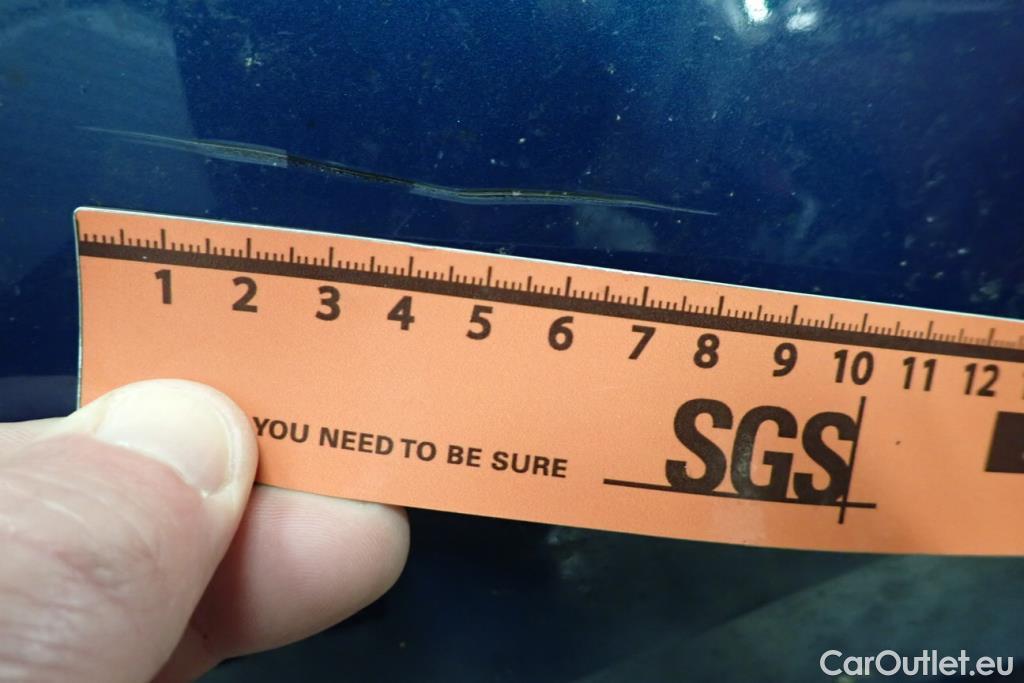 1 2 3 4 5 6 7 8 9 10 11 12
YOU NEED TO BE SURE
SGS
CarOutlet.eu